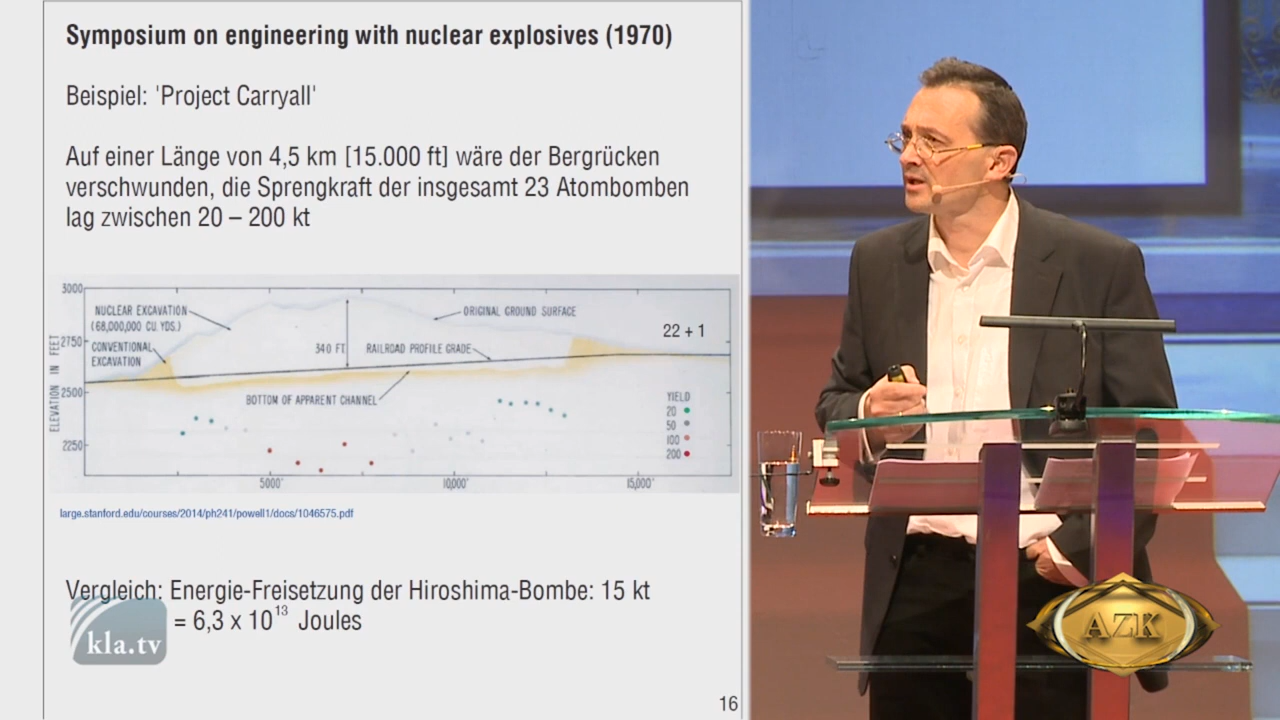 Symposium on engineering with nuclear explosives (1970)
Beispiel: 'Project Carryall'
Auf einer Länge von 4,5 km [15.000 ft] wäre der Bergrücken
verschwunden, die Sprengkraft der insgesamt 23 Atombomben
lag zwischen 20 – 200 kt
3000
NUCLEAR EXCAVATION
(68,000,000 CU. YDS.)
ORIGINAL GROUND SURFACE
22 + 1
2750
CONVENTIONAL
EXCAVATION
340 FT.
RAILROAD PROFILE GRADE
ELEVATION IN FEET
2500
BOTTOM OF APPARENT CHANNEL
YIELD
20
50
100
200
2250
5000'
10,000'
15,000'
large.stanford.edu/courses/2014/ph241/powell1/docs/1046575.pdf
Vergleich: Energie-Freisetzung der Hiroshima-Bombe: 15 kt
= 6,3 x 10¹³ Joules
kla.tv
AZK
16